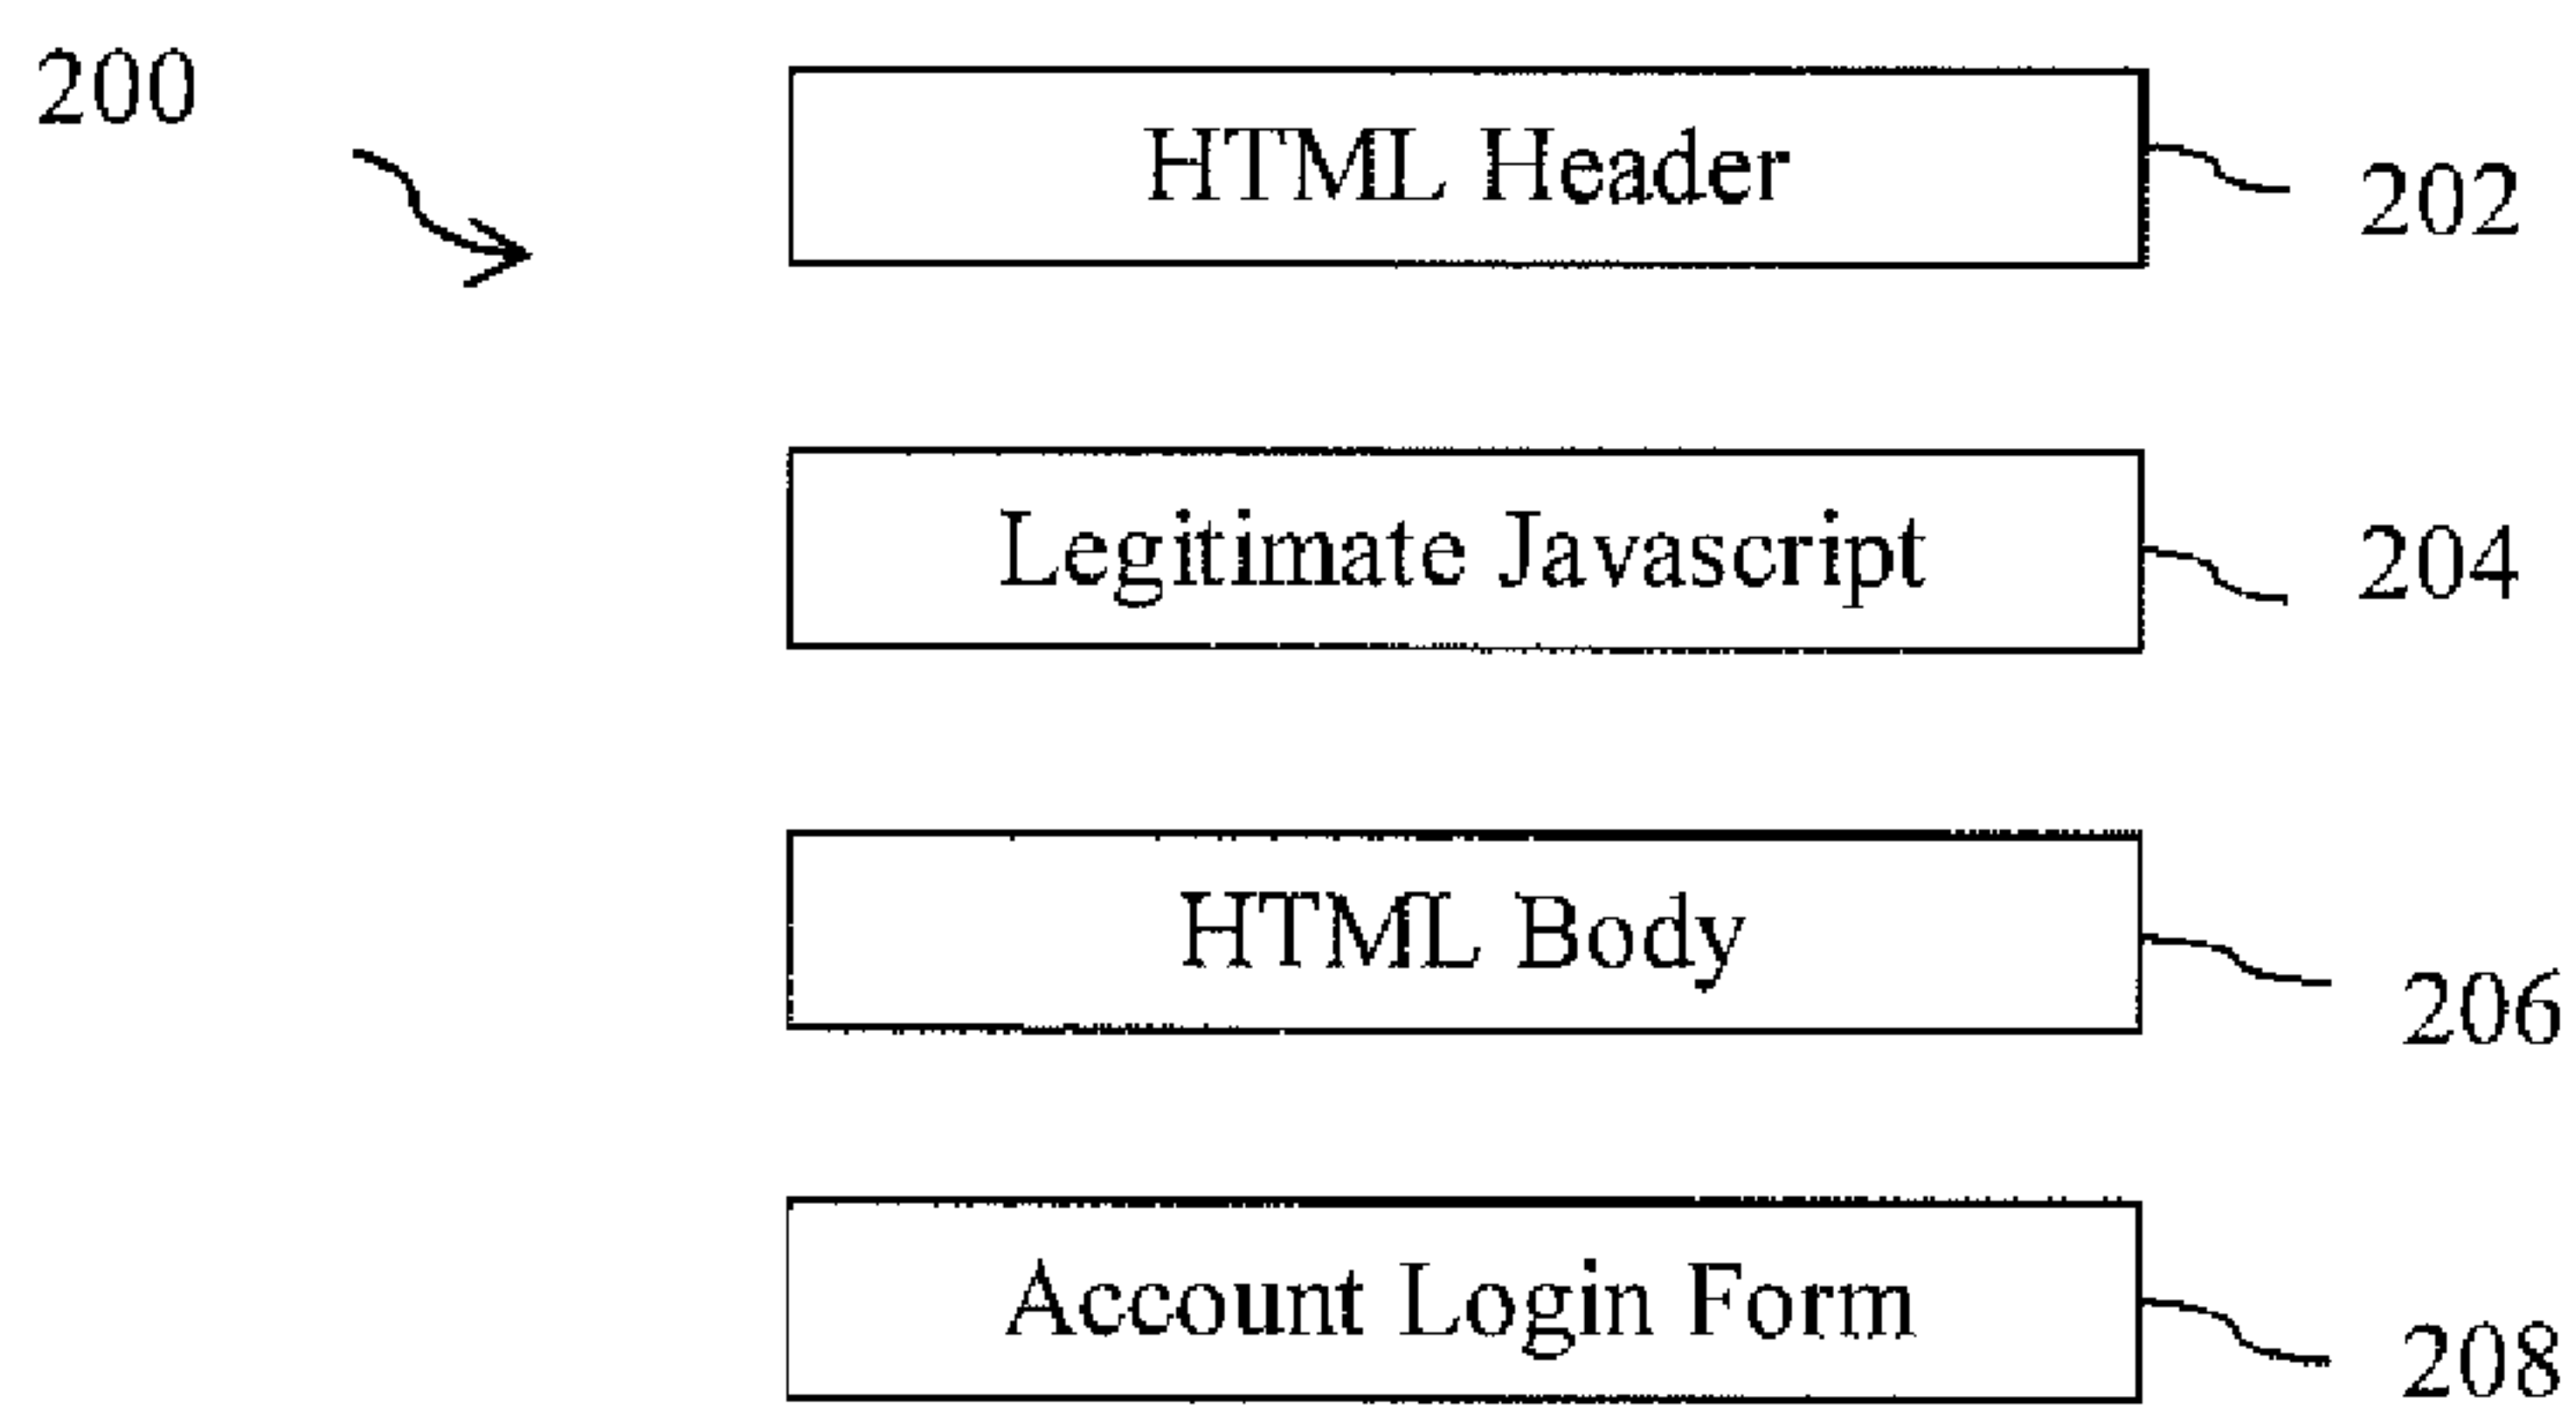 200
HTML Header
202
Legitimate Javascript
204
HTML Body
206
Account Login Form
208